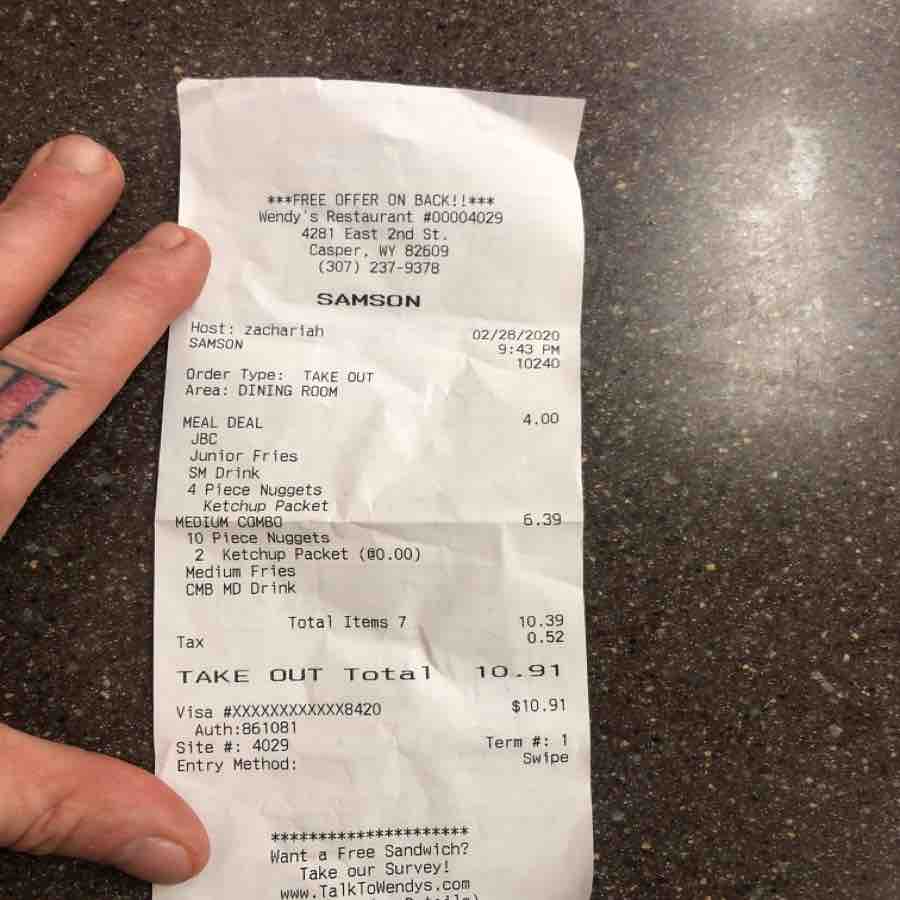 ***FREE OFFER ON BACK!!***
Wendy's Restaurant #00004029
4281 East 2nd St.
Casper, WY 82609
(307) 237-9378
SAMSON
Host: zachariah 02/28/2020
SAMSON 9:43 PM
10240
Order Type: TAKE OUT
Area: DINING ROOM
MEAL DEAL 4.00
JBC
Junior Fries
SM Drink
4 Piece Nuggets
Ketchup Packet
MEDIUM COMBO 6.39
10 Piece Nuggets
2 Ketchup Packet (@0.00)
Medium Fries
CMB MD Drink
Total Items 7 10.39
Tax 0.52
TAKE OUT Total 10.91
Visa #XXXXXXXXXXXX8420 $10.91
Auth:861081
Site #: 4029 Term #: 1
Entry Method: Swipe
*********************
Want a Free Sandwich?
Take our Survey!
www.TalkToWendys.com